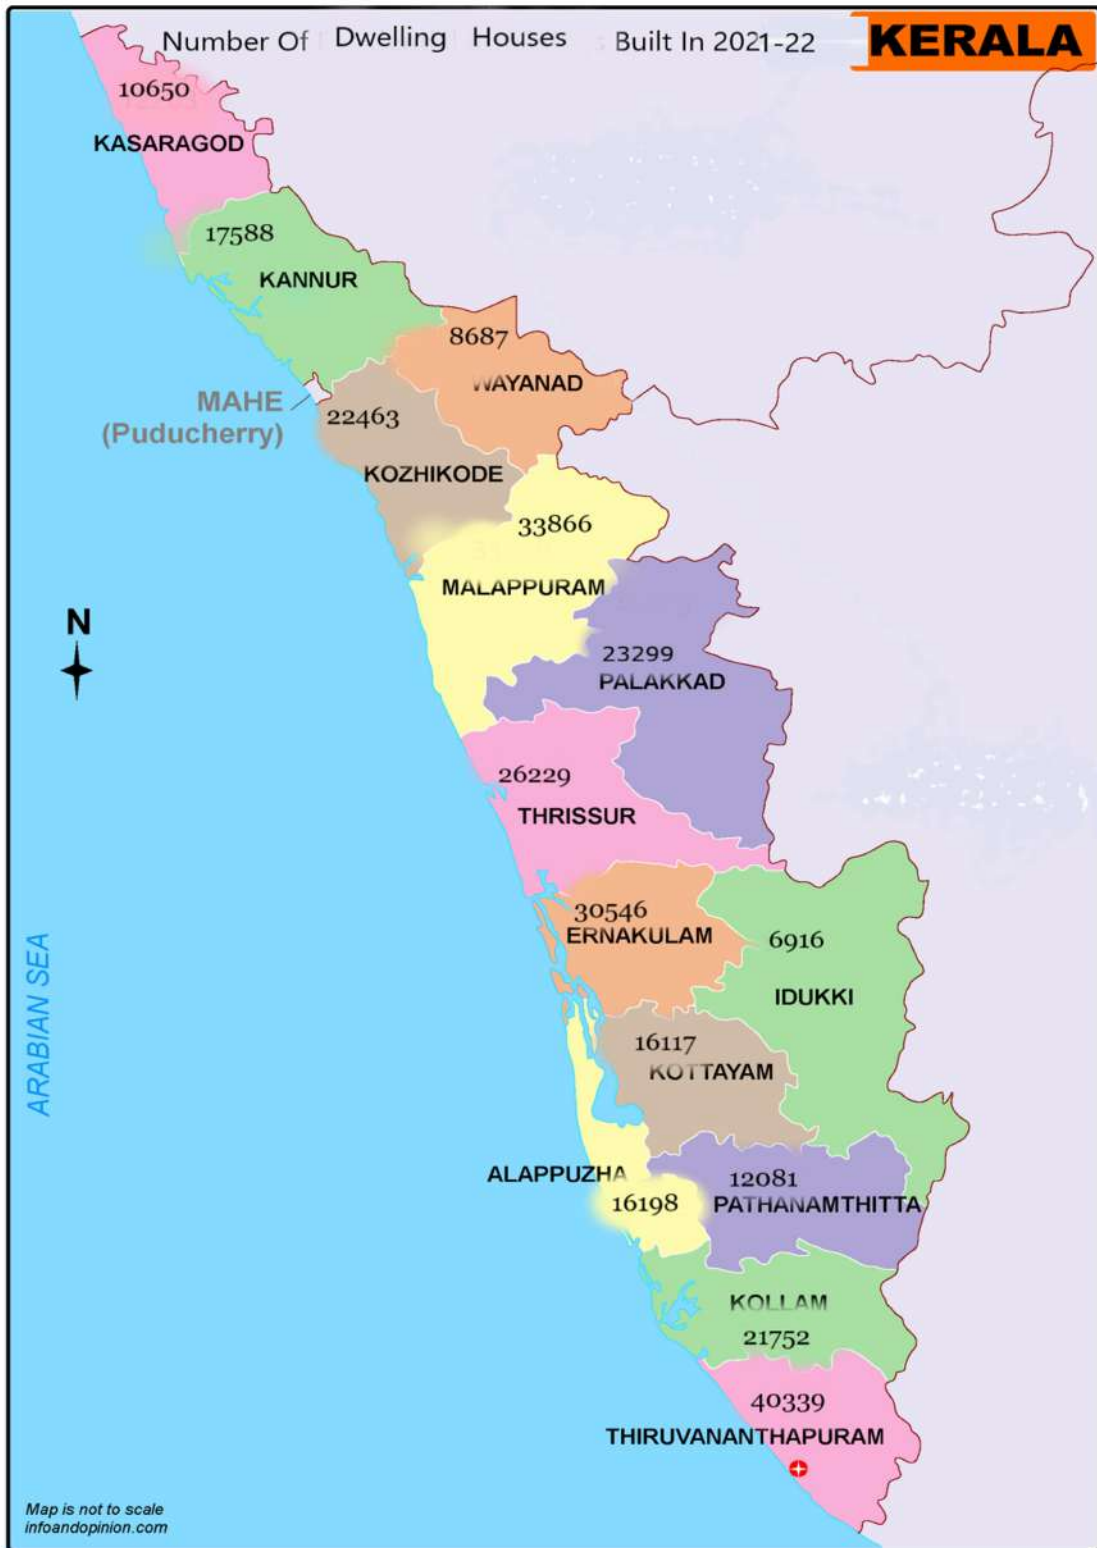 Number Of Dwelling Houses Built In 2021-22
KERALA
10650
KASARAGOD
17588
KANNUR
8687
WAYANAD
MAHE
(Puducherry)
22463
KOZHIKODE
33866
MALAPPURAM
N
23299
PALAKKAD
26229
THRISSUR
30546
ERNAKULAM
6916
IDUKKI
ARABIAN SEA
16117
KOTTAYAM
ALAPPUZHA
16198
12081
PATHANAMTHITTA
KOLLAM
21752
40339
THIRUVANANTHAPURAM
Map is not to scale
infoandopinion.com